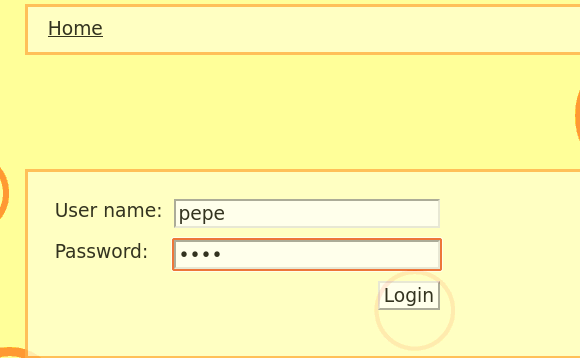 Home
User name: pepe
Password: ••••
Login